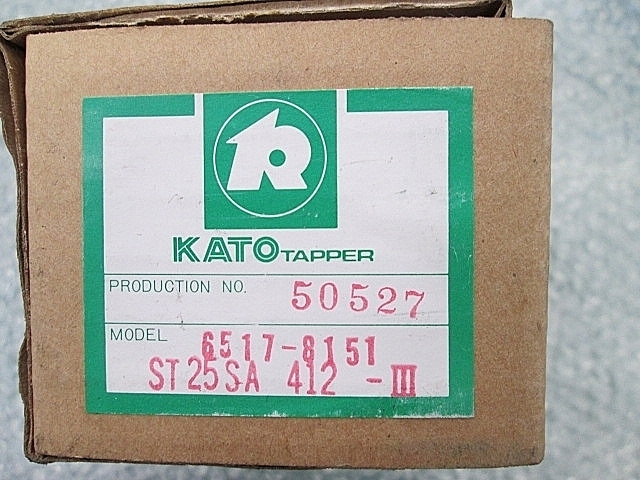 KATO TAPPER
PRODUCTION NO. 50527
MODEL 6517-8151
ST25SA 412 -III